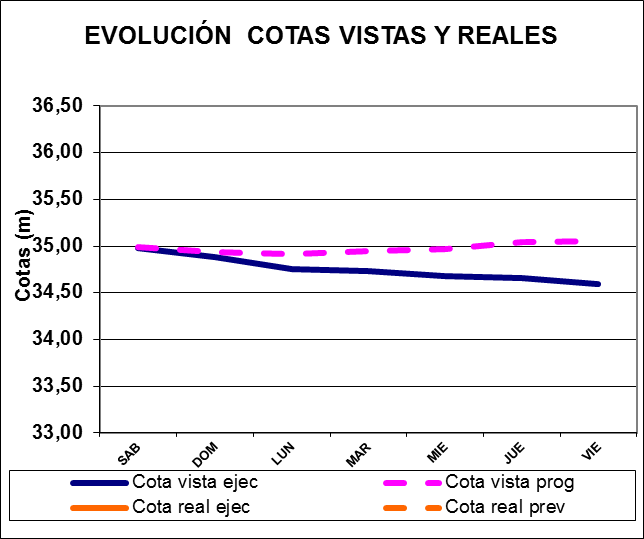 EVOLUCIÓN  COTAS VISTAS Y REALES
36,50
36,00
35,50
35,00
34,50
34,00
33,50
33,00
Cotas (m)
SAB DOM LUN MAR MIE JUE VIE
Cota vista ejec Cota vista prog
Cota real ejec Cota real prev